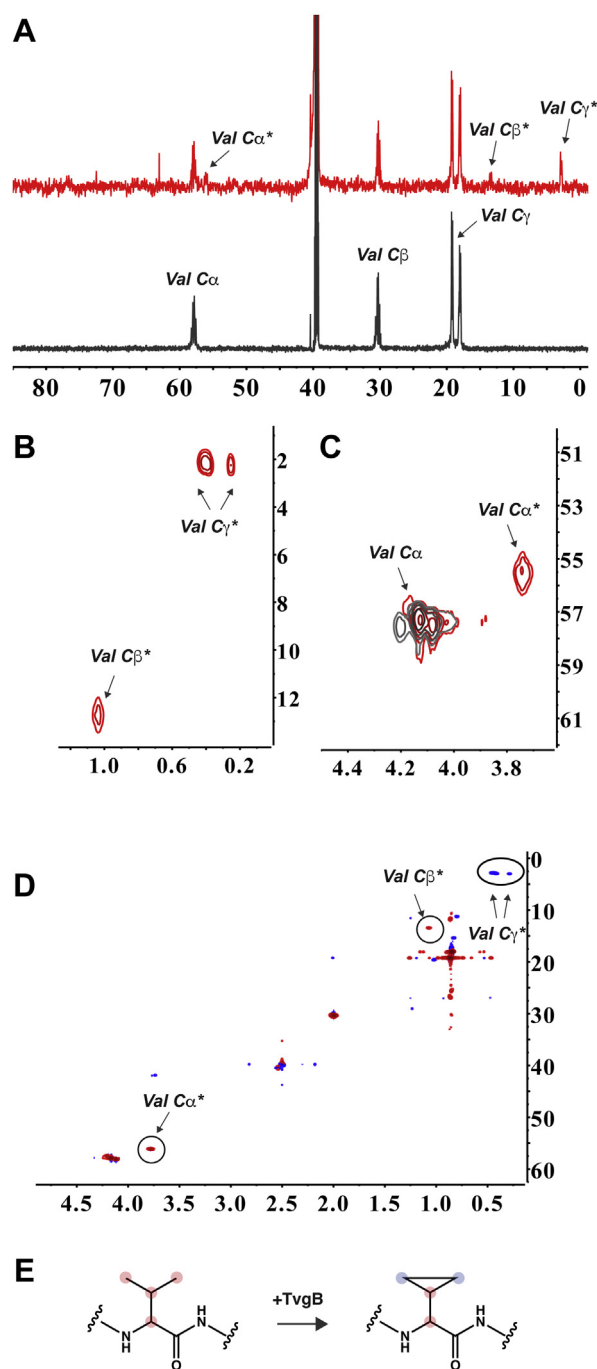 A
Val Cγ*
Val Cα*
Val Cβ*
Val Cγ
Val Cα
Val Cβ
80 70 60 50 40 30 20 10 0
B
2
4
6
8
10
12
Val Cγ*
Val Cβ*
1.0 0.6 0.2
C
51
53
55
57
59
61
Val Cα*
Val Cα
4.4 4.2 4.0 3.8
D
0
10
20
30
40
50
60
Val Cβ*
Val Cγ*
Val Cα*
4.5 4.0 3.5 3.0 2.5 2.0 1.5 1.0 0.5
E
+TvgB
H
N
N
H
O
H
N
N
H
O